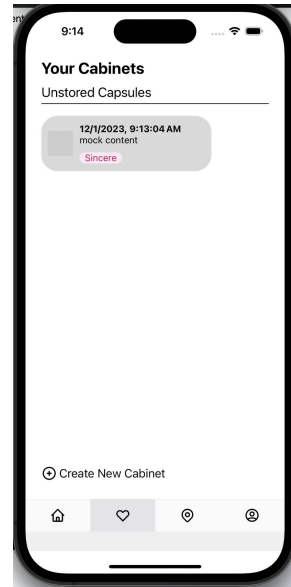 9:14
Your Cabinets
Unstored Capsules
12/1/2023, 9:13:04 AM
mock content
Sincere
Create New Cabinet